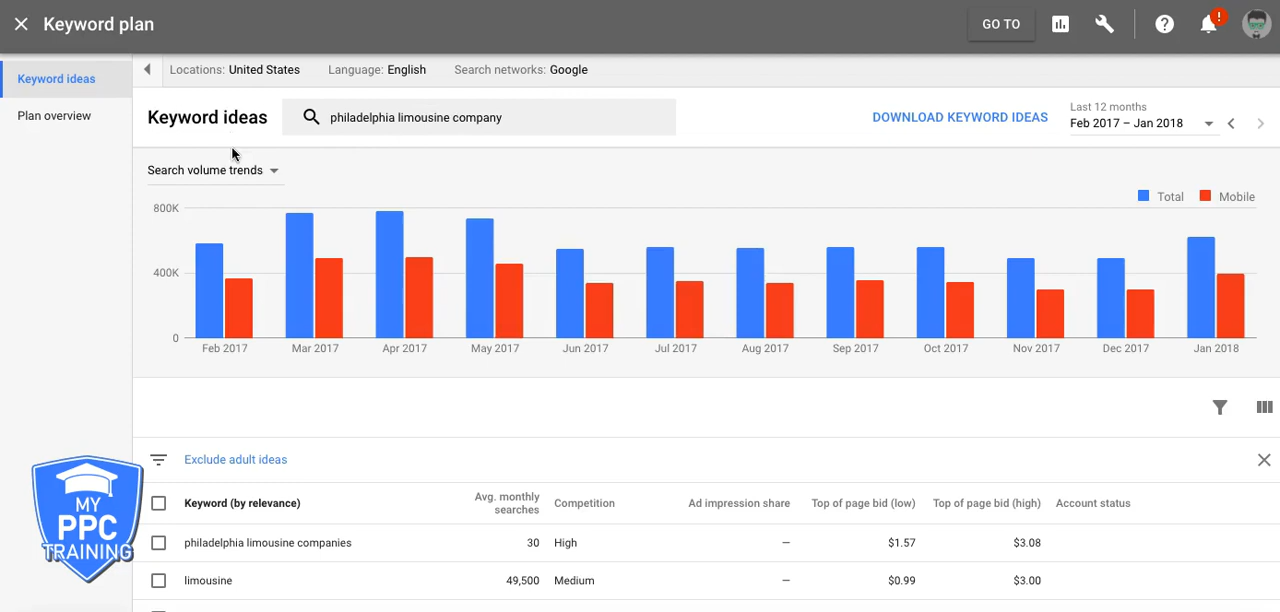 Keyword plan
GO TO
!
Keyword ideas
Plan overview
Locations: United States Language: English Search networks: Google
Keyword ideas
philadelphia limousine company
DOWNLOAD KEYWORD IDEAS
Last 12 months
Feb 2017 – Jan 2018
Search volume trends
Total Mobile
800K
400K
0
Feb 2017 Mar 2017 Apr 2017 May 2017 Jun 2017 Jul 2017 Aug 2017 Sep 2017 Oct 2017 Nov 2017 Dec 2017 Jan 2018
Exclude adult ideas
Keyword (by relevance) Avg. monthly searches Competition Ad impression share Top of page bid (low) Top of page bid (high) Account status
philadelphia limousine companies 30 High – $1.57 $3.08
limousine 49,500 Medium – $0.99 $3.00
MY
PPC
TRAINING